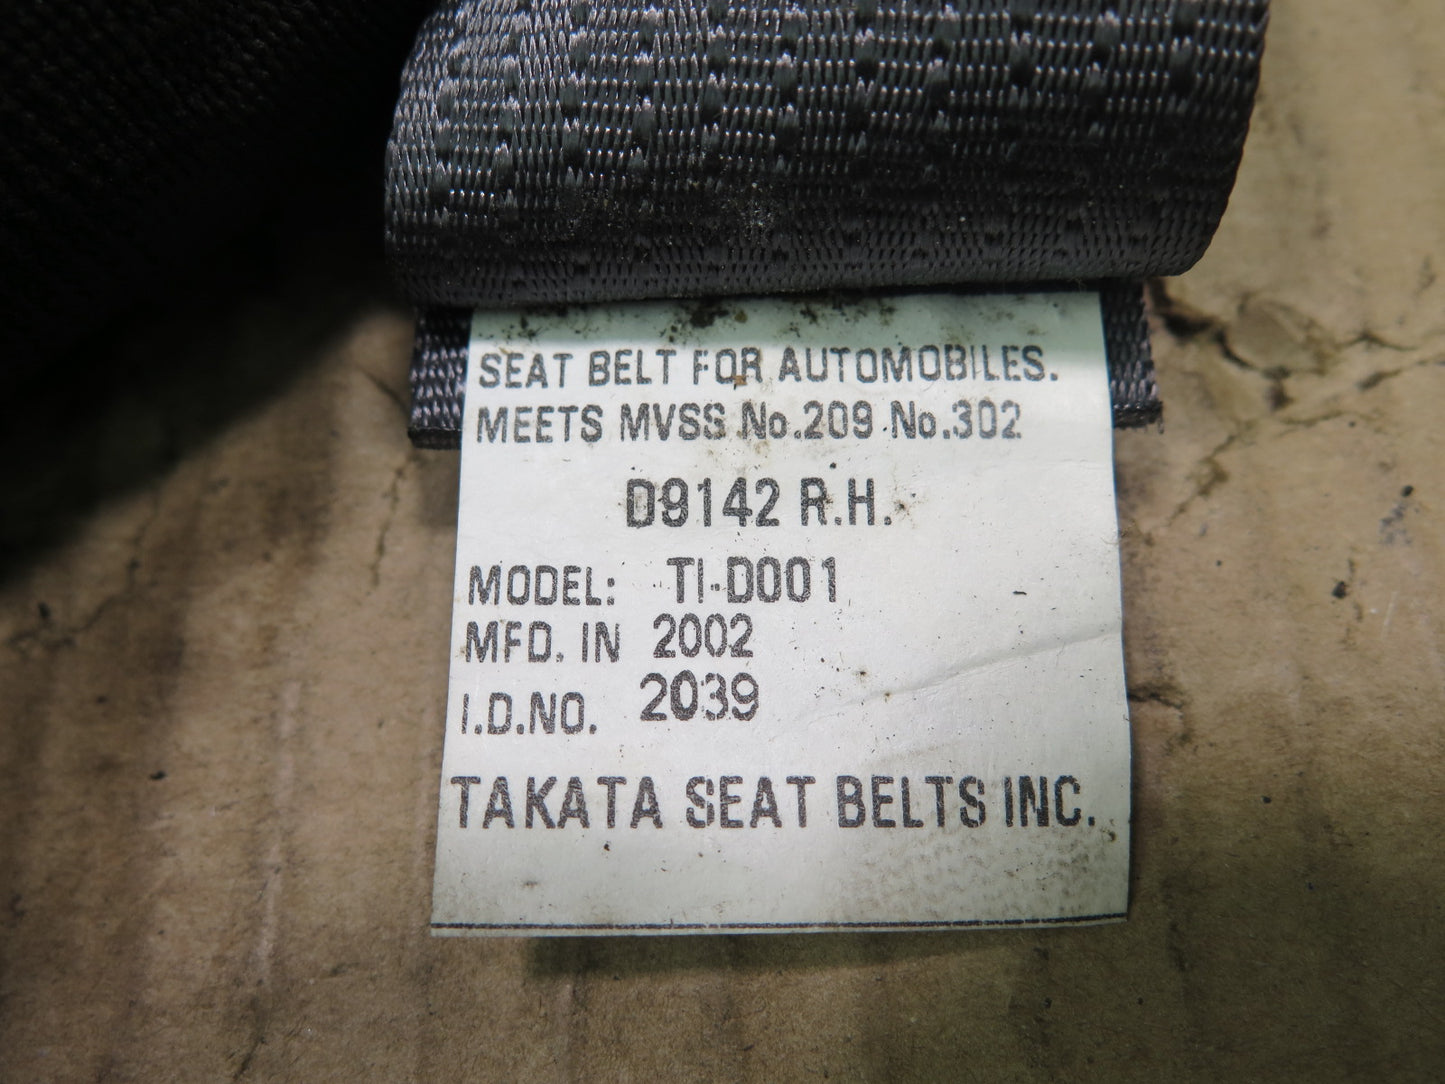 SEAT BELT FOR AUTOMOBILES.
MEETS MVSS No.209 No.302
D9142 R.H.
MODEL: TI-D001
MFD. IN 2002
I.D.NO. 2039
TAKATA SEAT BELTS INC.